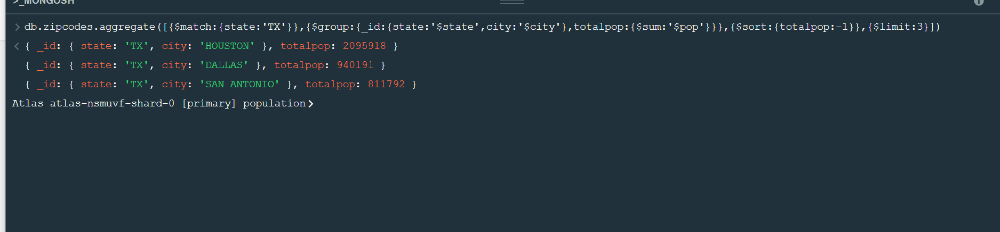 >_MONGOSH
> db.zipcodes.aggregate([{$match:{state:'TX'}},{$group:{_id:{state:'$state',city:'$city'},totalpop:{$sum:'$pop'}}},{$sort:{totalpop:-1}},{$limit:3}])
< { _id: { state: 'TX', city: 'HOUSTON' }, totalpop: 2095918 }
{ _id: { state: 'TX', city: 'DALLAS' }, totalpop: 940191 }
{ _id: { state: 'TX', city: 'SAN ANTONIO' }, totalpop: 811792 }
Atlas atlas-nsmuvf-shard-0 [primary] population>